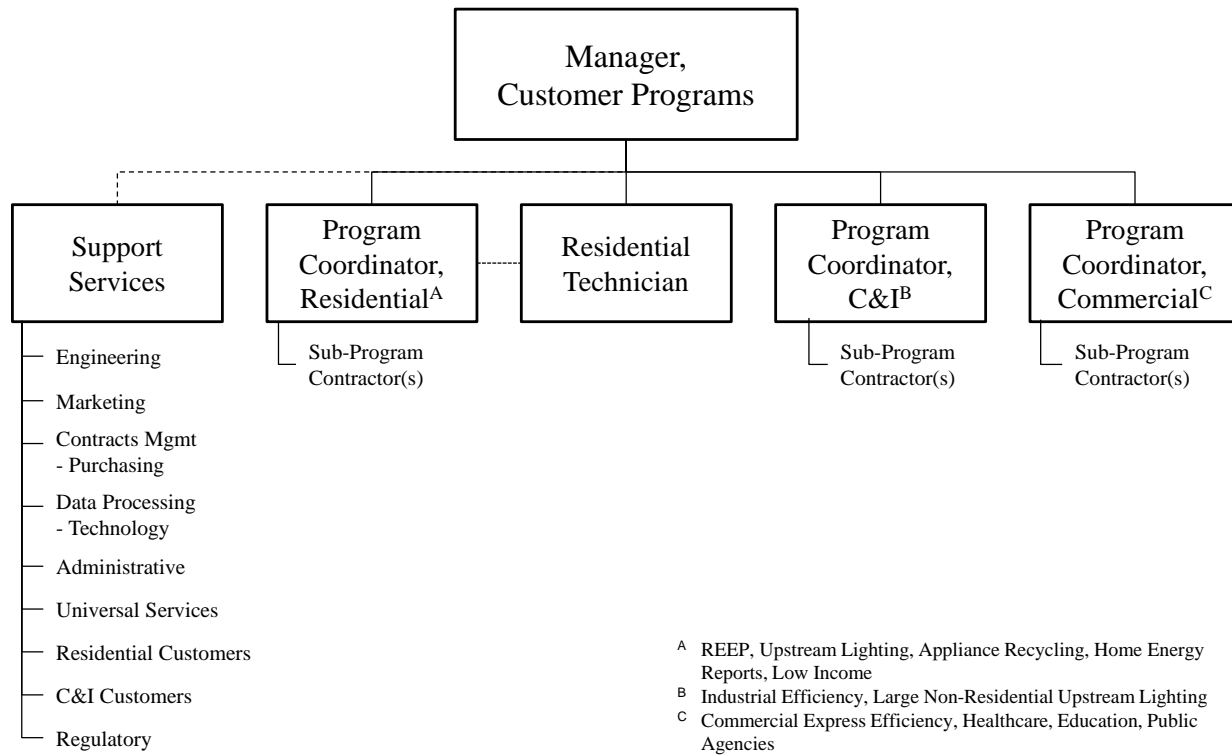 Manager,
Customer Programs
Support
Services
Program
Coordinator,
Residential^A
Residential
Technician
Program
Coordinator,
C&I^B
Program
Coordinator,
Commercial^C
Engineering
Marketing
Contracts Mgmt
- Purchasing
Data Processing
- Technology
Administrative
Universal Services
Residential Customers
C&I Customers
Regulatory
Sub-Program
Contractor(s)
Sub-Program
Contractor(s)
Sub-Program
Contractor(s)
A REEP, Upstream Lighting, Appliance Recycling, Home Energy
Reports, Low Income
B Industrial Efficiency, Large Non-Residential Upstream Lighting
C Commercial Express Efficiency, Healthcare, Education, Public
Agencies